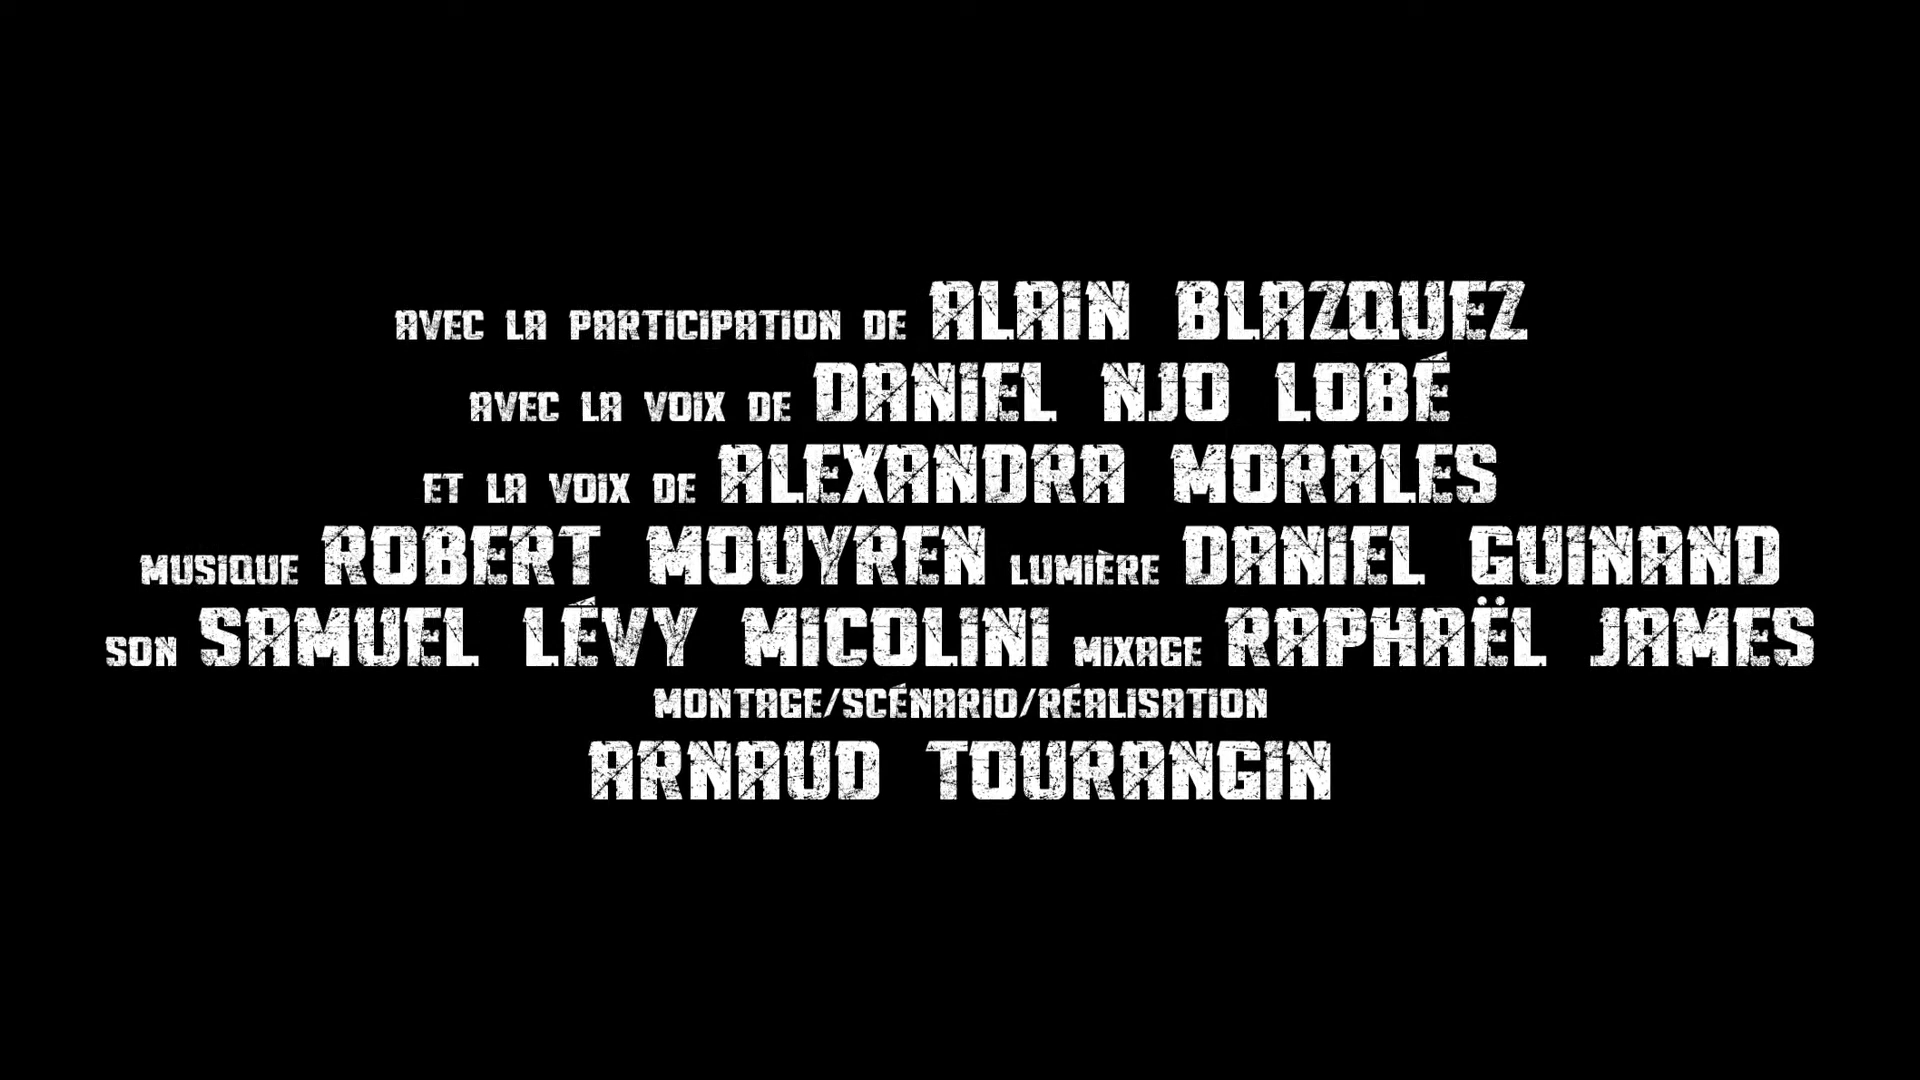 AVEC LA PARTICIPATION DE ALAIN BLAZQUEZ
AVEC LA VOIX DE DANIEL NJO LOBÉ
ET LA VOIX DE ALEXANDRA MORALES
MUSIQUE ROBERT MOUYREN LUMIÈRE DANIEL GUINAND
SON SAMUEL LÉVY MICOLINI MIXAGE RAPHAËL JAMES
MONTAGE/SCÉNARIO/RÉALISATION
ARNAUD TOURANGIN